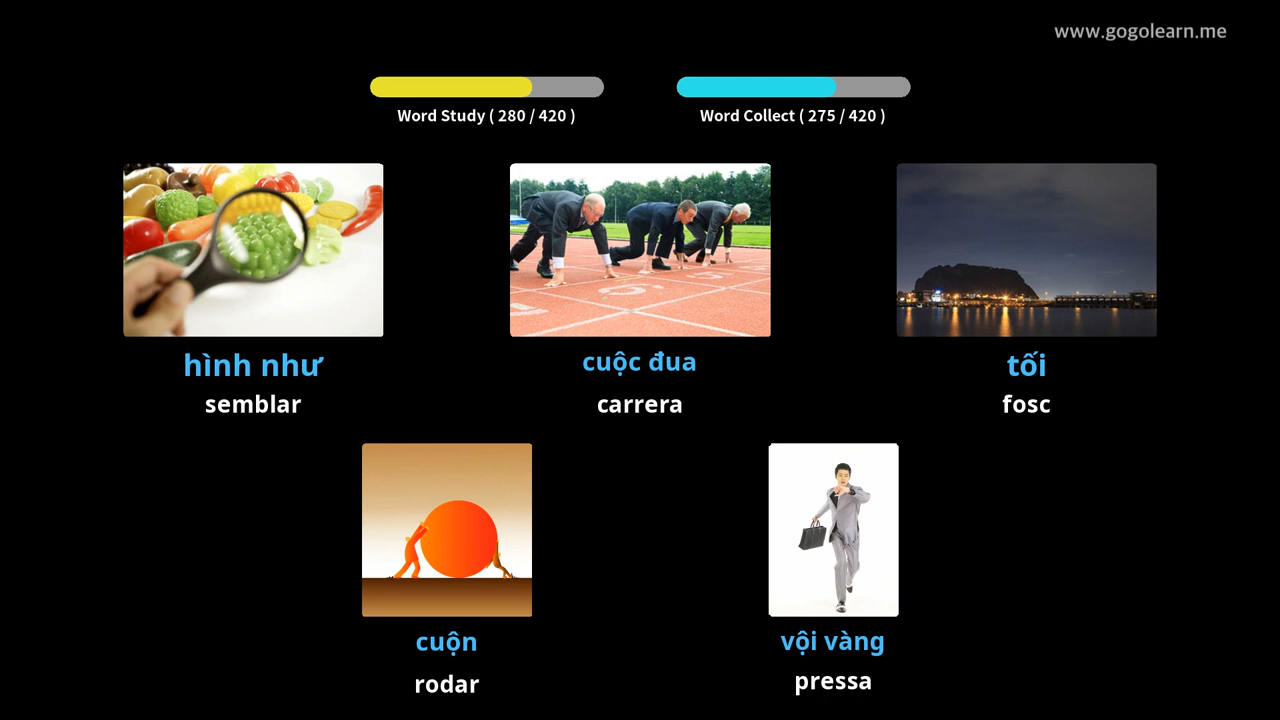 www.gogolearn.me
Word Study ( 280 / 420 )
Word Collect ( 275 / 420 )
hình như
semblar
cuộc đua
carrera
tối
fosc
cuộn
rodar
vội vàng
pressa